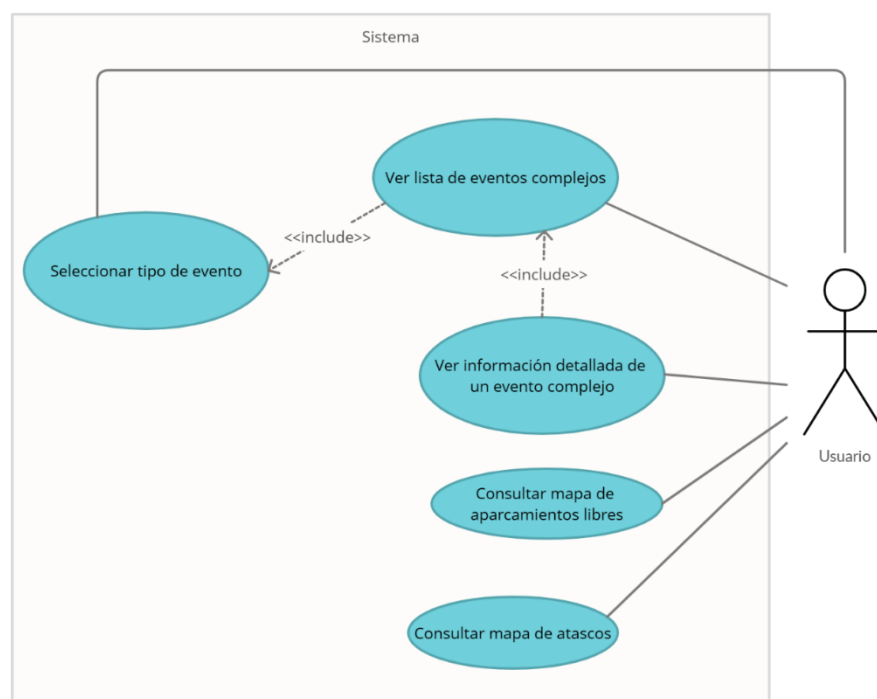 Sistema
Ver lista de eventos complejos
<<include>>
Seleccionar tipo de evento
<<include>>
Ver información detallada de
un evento complejo
Usuario
Consultar mapa de
aparcamientos libres
Consultar mapa de atascos